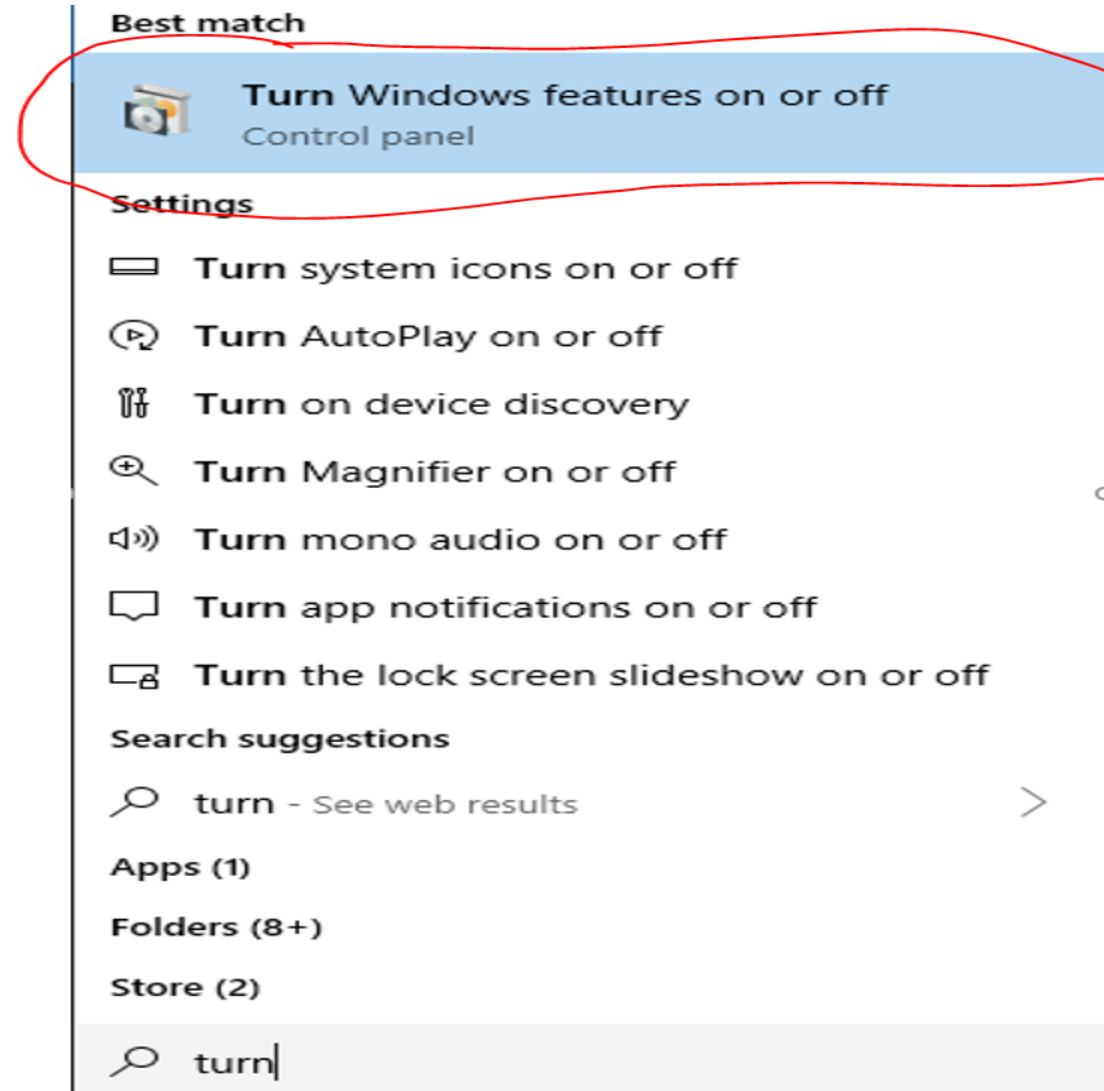 Best match
Turn Windows features on or off
Control panel
Settings
Turn system icons on or off
Turn AutoPlay on or off
Turn on device discovery
Turn Magnifier on or off
Turn mono audio on or off
Turn app notifications on or off
Turn the lock screen slideshow on or off
Search suggestions
turn - See web results
Apps (1)
Folders (8+)
Store (2)
turn